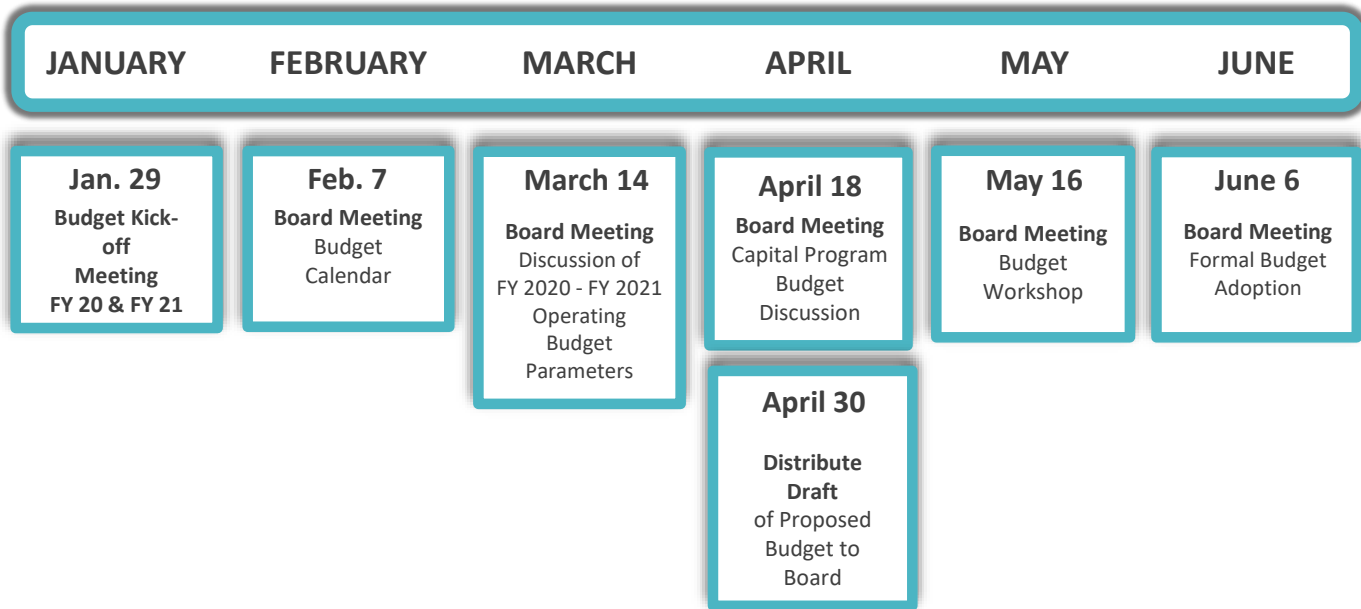 JANUARY FEBRUARY MARCH APRIL MAY JUNE
Jan. 29
Budget Kick-
off
Meeting
FY 20 & FY 21
Feb. 7
Board Meeting
Budget
Calendar
March 14
Board Meeting
Discussion of
FY 2020 - FY 2021
Operating
Budget
Parameters
April 18
Board Meeting
Capital Program
Budget
Discussion
April 30
Distribute
Draft
of Proposed
Budget to
Board
May 16
Board Meeting
Budget
Workshop
June 6
Board Meeting
Formal Budget
Adoption